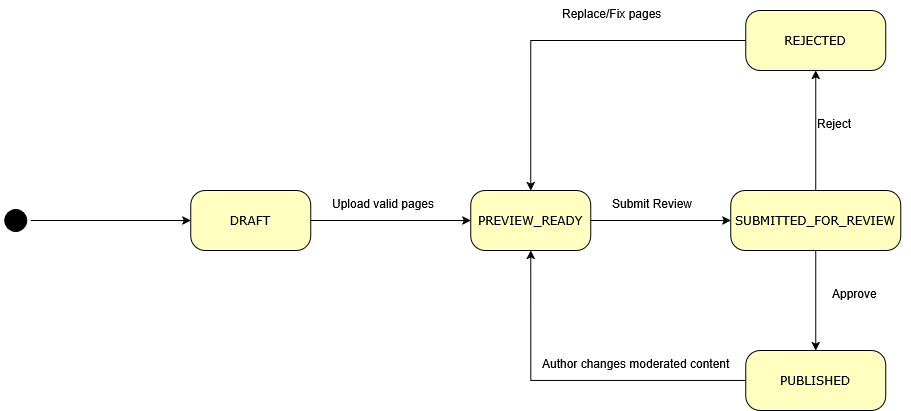 Replace/Fix pages
REJECTED
Reject
DRAFT
Upload valid pages
PREVIEW_READY
Submit Review
SUBMITTED_FOR_REVIEW
Approve
Author changes moderated content
PUBLISHED